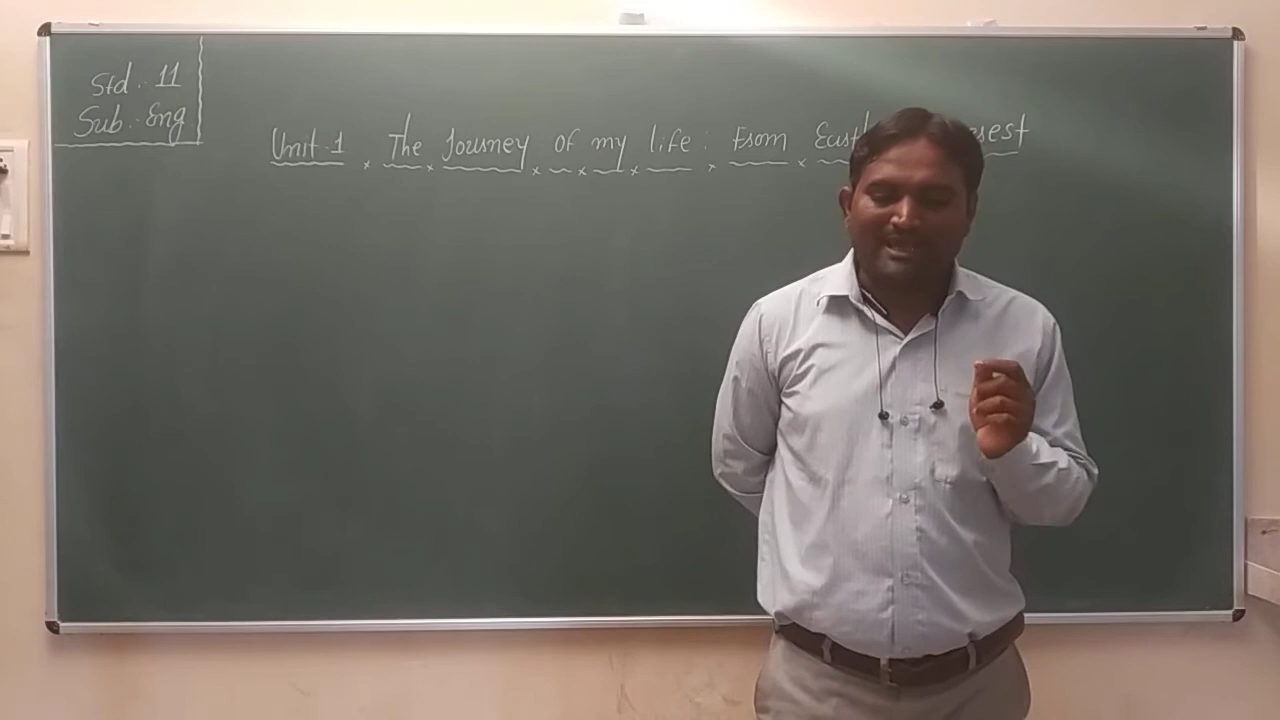 Std. : 11
Sub. : Eng
Unit-1 The Journey of my life : From